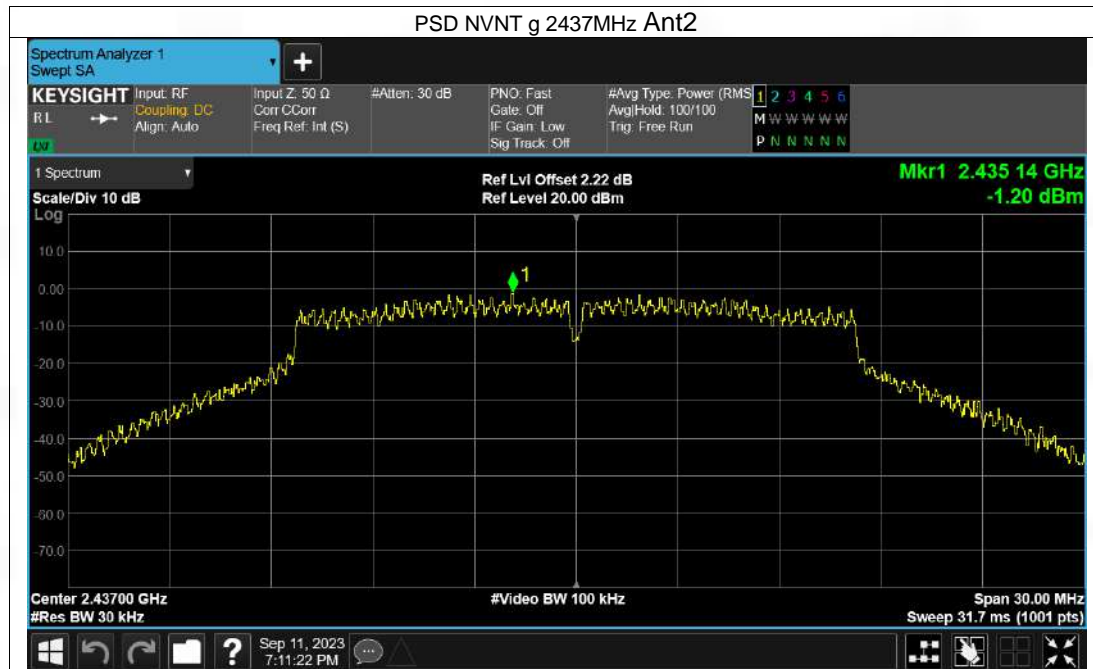 PSD NVNT g 2437MHz Ant2
Spectrum Analyzer 1
Swept SA
+
KEYSIGHT Input: RF Input Z: 50 Ω #Atten: 30 dB PNO: Fast #Avg Type: Power (RMS 1 2 3 4 5 6
R L Coupling: DC Corr CCorr Gate: Off Avg|Hold: 100/100 M W W W W W
Align: Auto Freq Ref: Int (S) IF Gain: Low Trig: Free Run
LXI Sig Track: Off P N N N N N
1 Spectrum Ref Lvl Offset 2.22 dB Mkr1 2.435 14 GHz
Scale/Div 10 dB Ref Level 20.00 dBm -1.20 dBm
Log
10.0
1
0.00
-10.0
-20.0
-30.0
-40.0
-50.0
-60.0
-70.0
Center 2.43700 GHz #Video BW 100 kHz Span 30.00 MHz
#Res BW 30 kHz Sweep 31.7 ms (1001 pts)
? Sep 11, 2023
7:11:22 PM